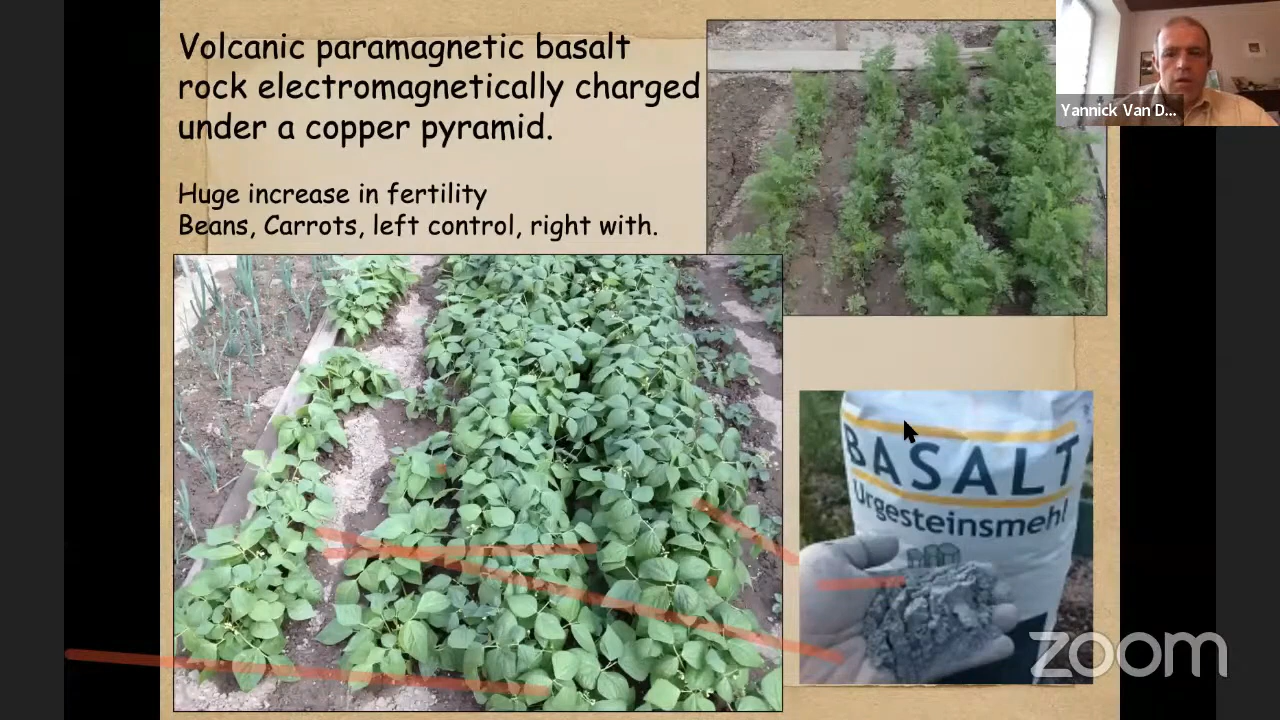 Volcanic paramagnetic basalt
rock electromagnetically charged
under a copper pyramid.
Huge increase in fertility
Beans, Carrots, left control, right with.
Yannick Van D...
BASALT
Urgesteinsmehl
zoom